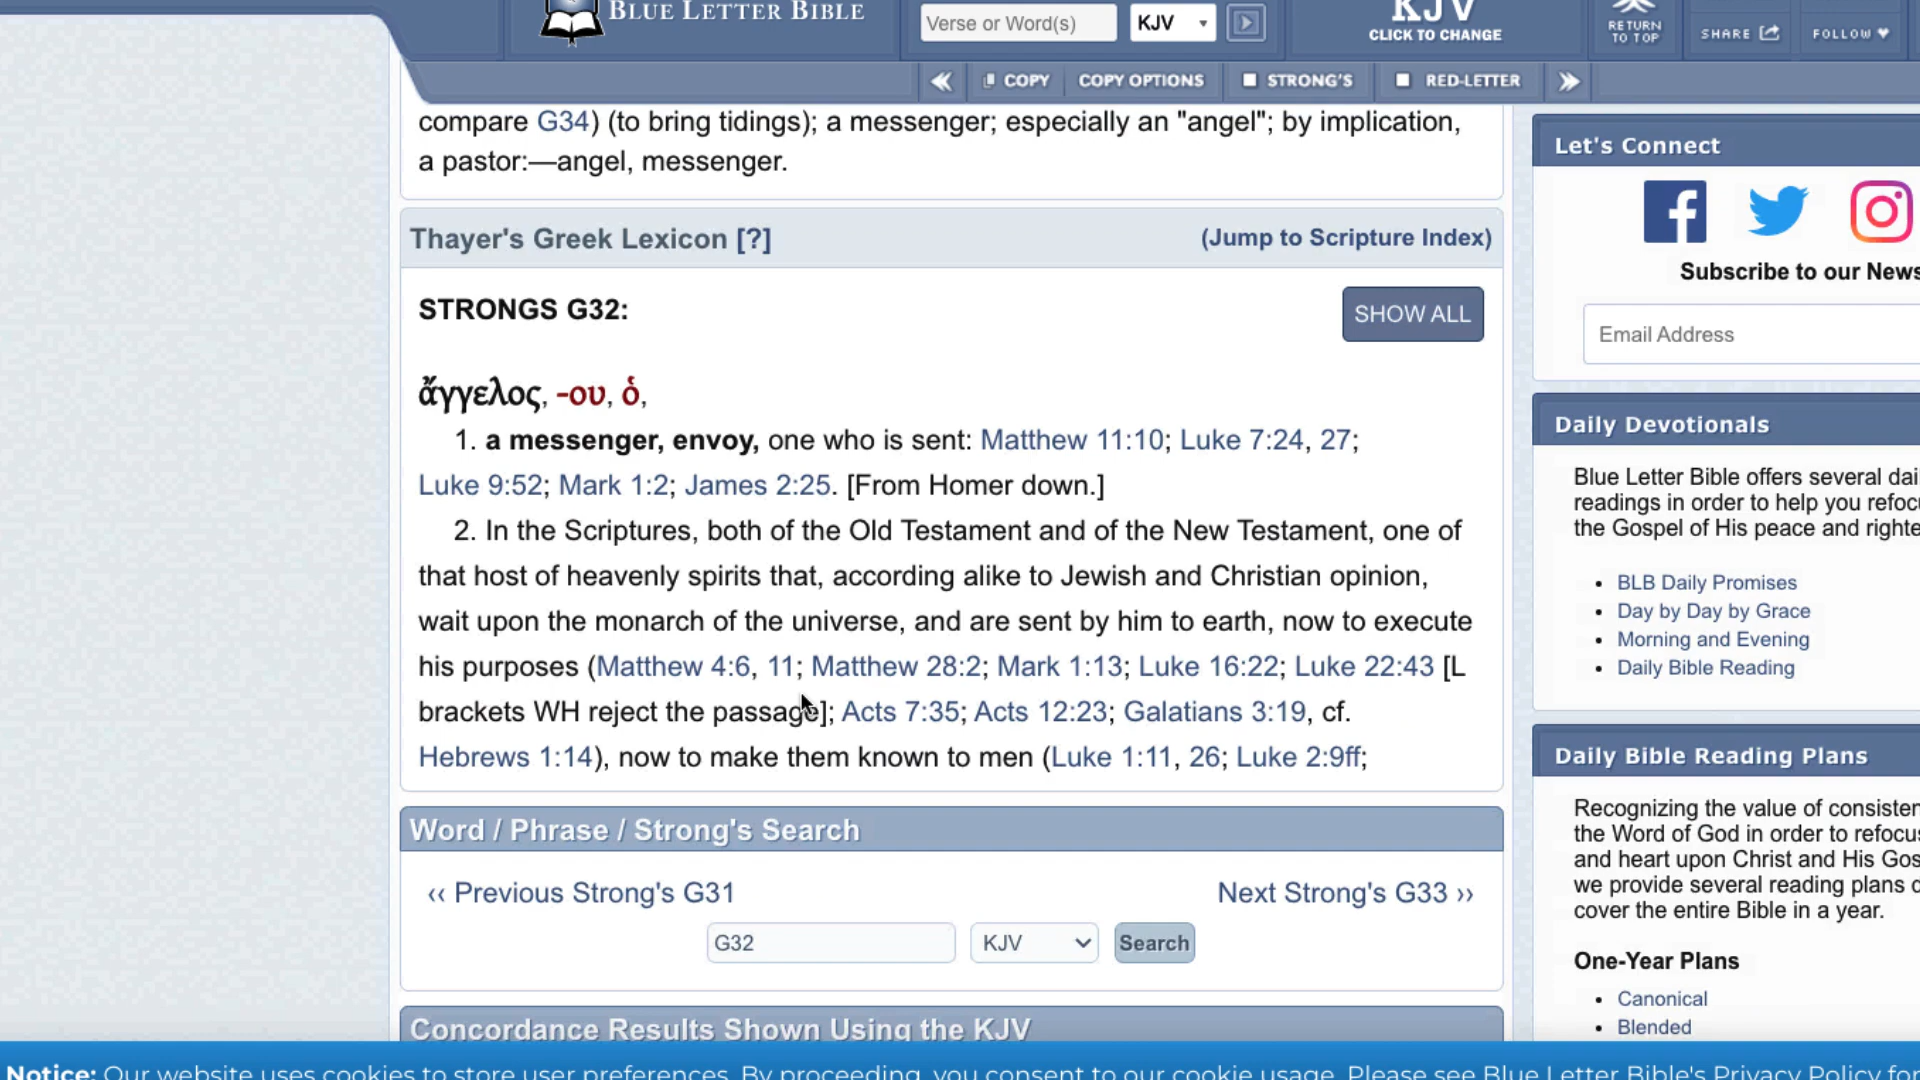 BLUE LETTER BIBLE
Verse or Word(s)
KJV
KJV
CLICK TO CHANGE
RETURN
TO TOP
SHARE
FOLLOW
COPY
COPY OPTIONS
STRONG'S
RED-LETTER
compare G34) (to bring tidings); a messenger; especially an "angel"; by implication,
a pastor:—angel, messenger.
Thayer's Greek Lexicon [?]
(Jump to Scripture Index)
STRONGS G32:
SHOW ALL
ἄγγελος, -ου, ὁ,
1. a messenger, envoy, one who is sent: Matthew 11:10; Luke 7:24, 27;
Luke 9:52; Mark 1:2; James 2:25. [From Homer down.]
2. In the Scriptures, both of the Old Testament and of the New Testament, one of
that host of heavenly spirits that, according alike to Jewish and Christian opinion,
wait upon the monarch of the universe, and are sent by him to earth, now to execute
his purposes (Matthew 4:6, 11; Matthew 28:2; Mark 1:13; Luke 16:22; Luke 22:43 [L
brackets WH reject the passage]; Acts 7:35; Acts 12:23; Galatians 3:19, cf.
Hebrews 1:14), now to make them known to men (Luke 1:11, 26; Luke 2:9ff;
Word / Phrase / Strong's Search
‹‹ Previous Strong's G31
Next Strong's G33 ››
G32
KJV
Search
Concordance Results Shown Using the KJV
Let's Connect
Subscribe to our News
Email Address
Daily Devotionals
Blue Letter Bible offers several dai
readings in order to help you refocu
the Gospel of His peace and righte
• BLB Daily Promises
• Day by Day by Grace
• Morning and Evening
• Daily Bible Reading
Daily Bible Reading Plans
Recognizing the value of consisten
the Word of God in order to refocus
and heart upon Christ and His Gos
we provide several reading plans
cover the entire Bible in a year.
One-Year Plans
• Canonical
• Blended
Notice: Our website uses cookies to store user preferences. By proceeding, you consent to our cookie usage. Please see Blue Letter Bible's Privacy Policy for